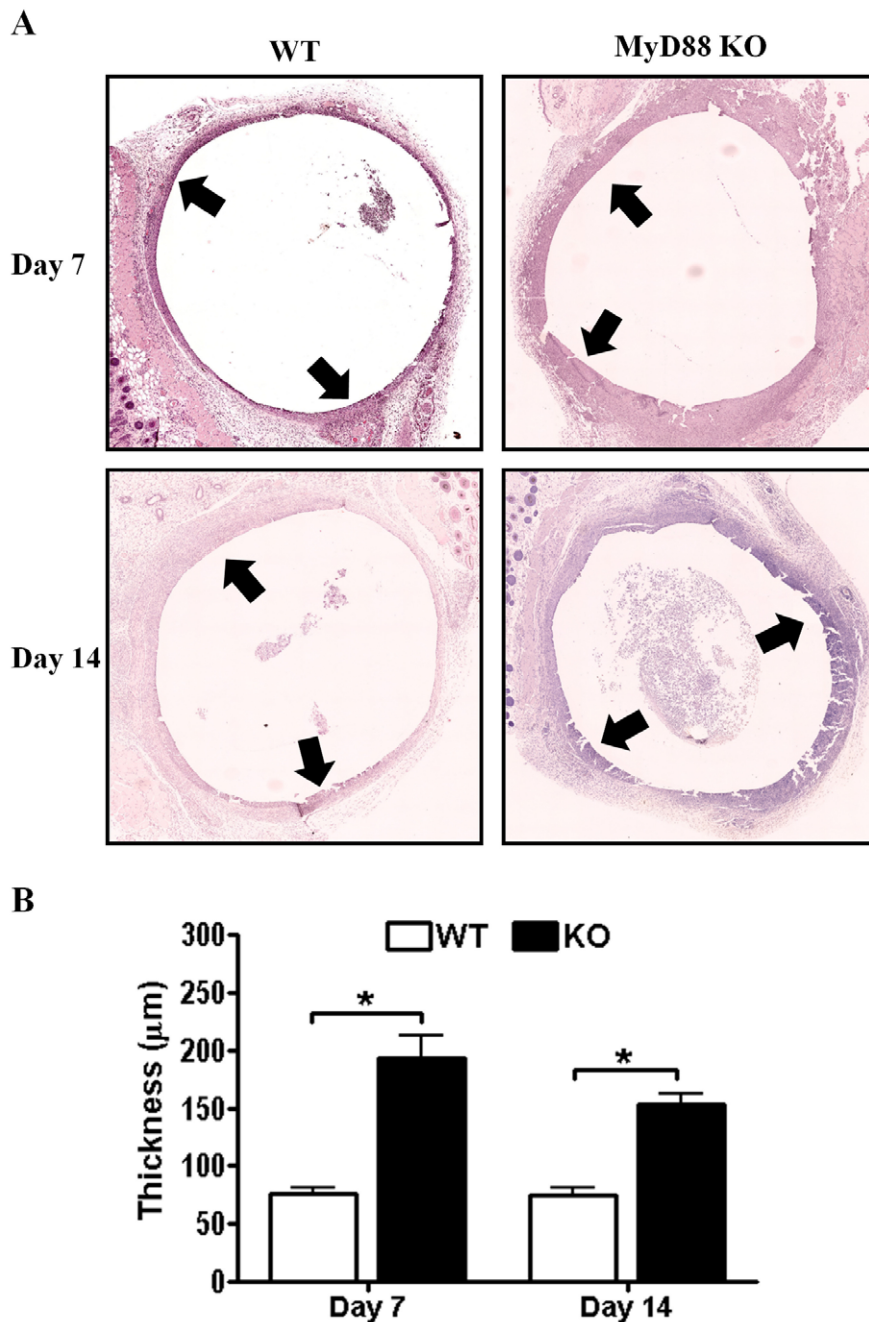 A
WT MyD88 KO
Day 7
Day 14
B
300
250
200
150
100
50
0
Thickness (μm)
WT KO
*
*
Day 7 Day 14